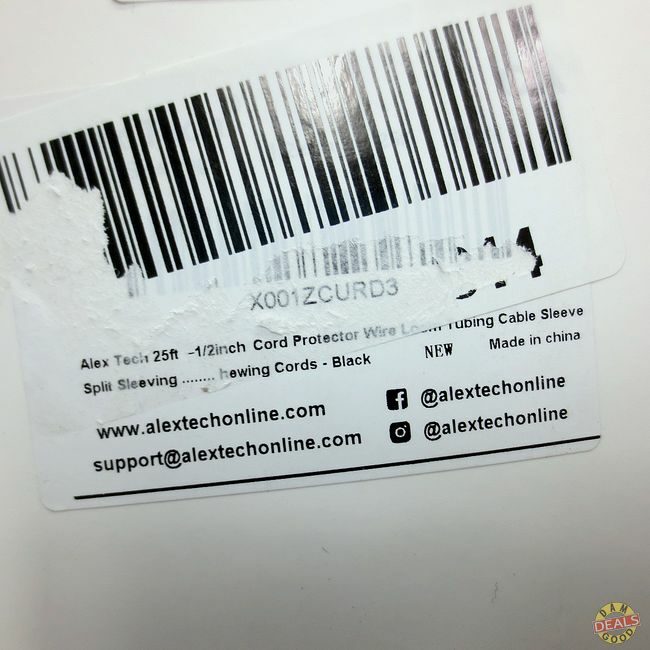 X001ZCURD3
Alex Tech 25ft -1/2inch Cord Protector Wire Loom Tubing Cable Sleeve
Split Sleeving ........ hewing Cords - Black
NEW
Made in china
www.alextechonline.com
@alextechonline
support@alextechonline.com
@alextechonline
DAM
DEALS
GOOD